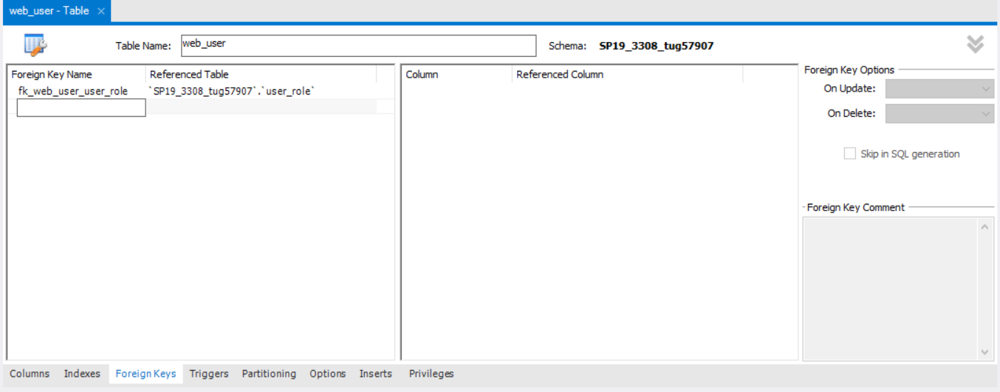 web_user - Table ×
Table Name: web_user Schema: SP19_3308_tug57907
Foreign Key Name Referenced Table Column Referenced Column Foreign Key Options
fk_web_user_user_role `SP19_3308_tug57907`.`user_role` On Update:
On Delete:
Skip in SQL generation
Foreign Key Comment
Columns Indexes Foreign Keys Triggers Partitioning Options Inserts Privileges